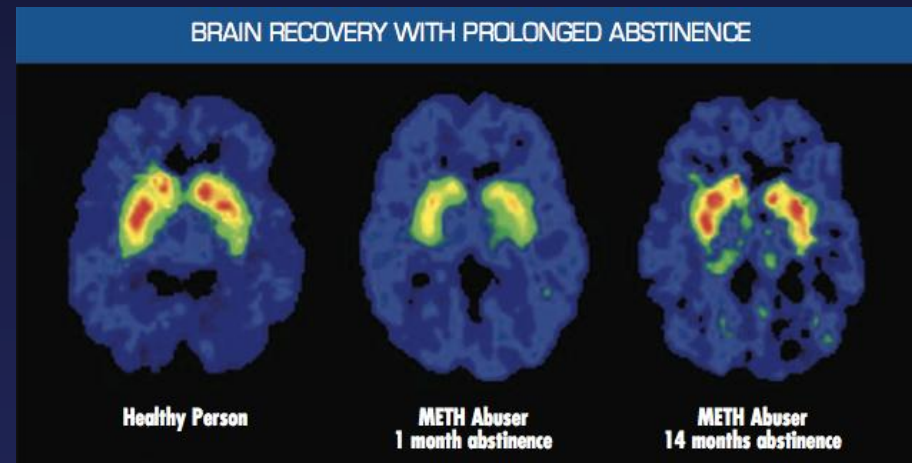 BRAIN RECOVERY WITH PROLONGED ABSTINENCE
Healthy Person
METH Abuser
1 month abstinence
METH Abuser
14 months abstinence